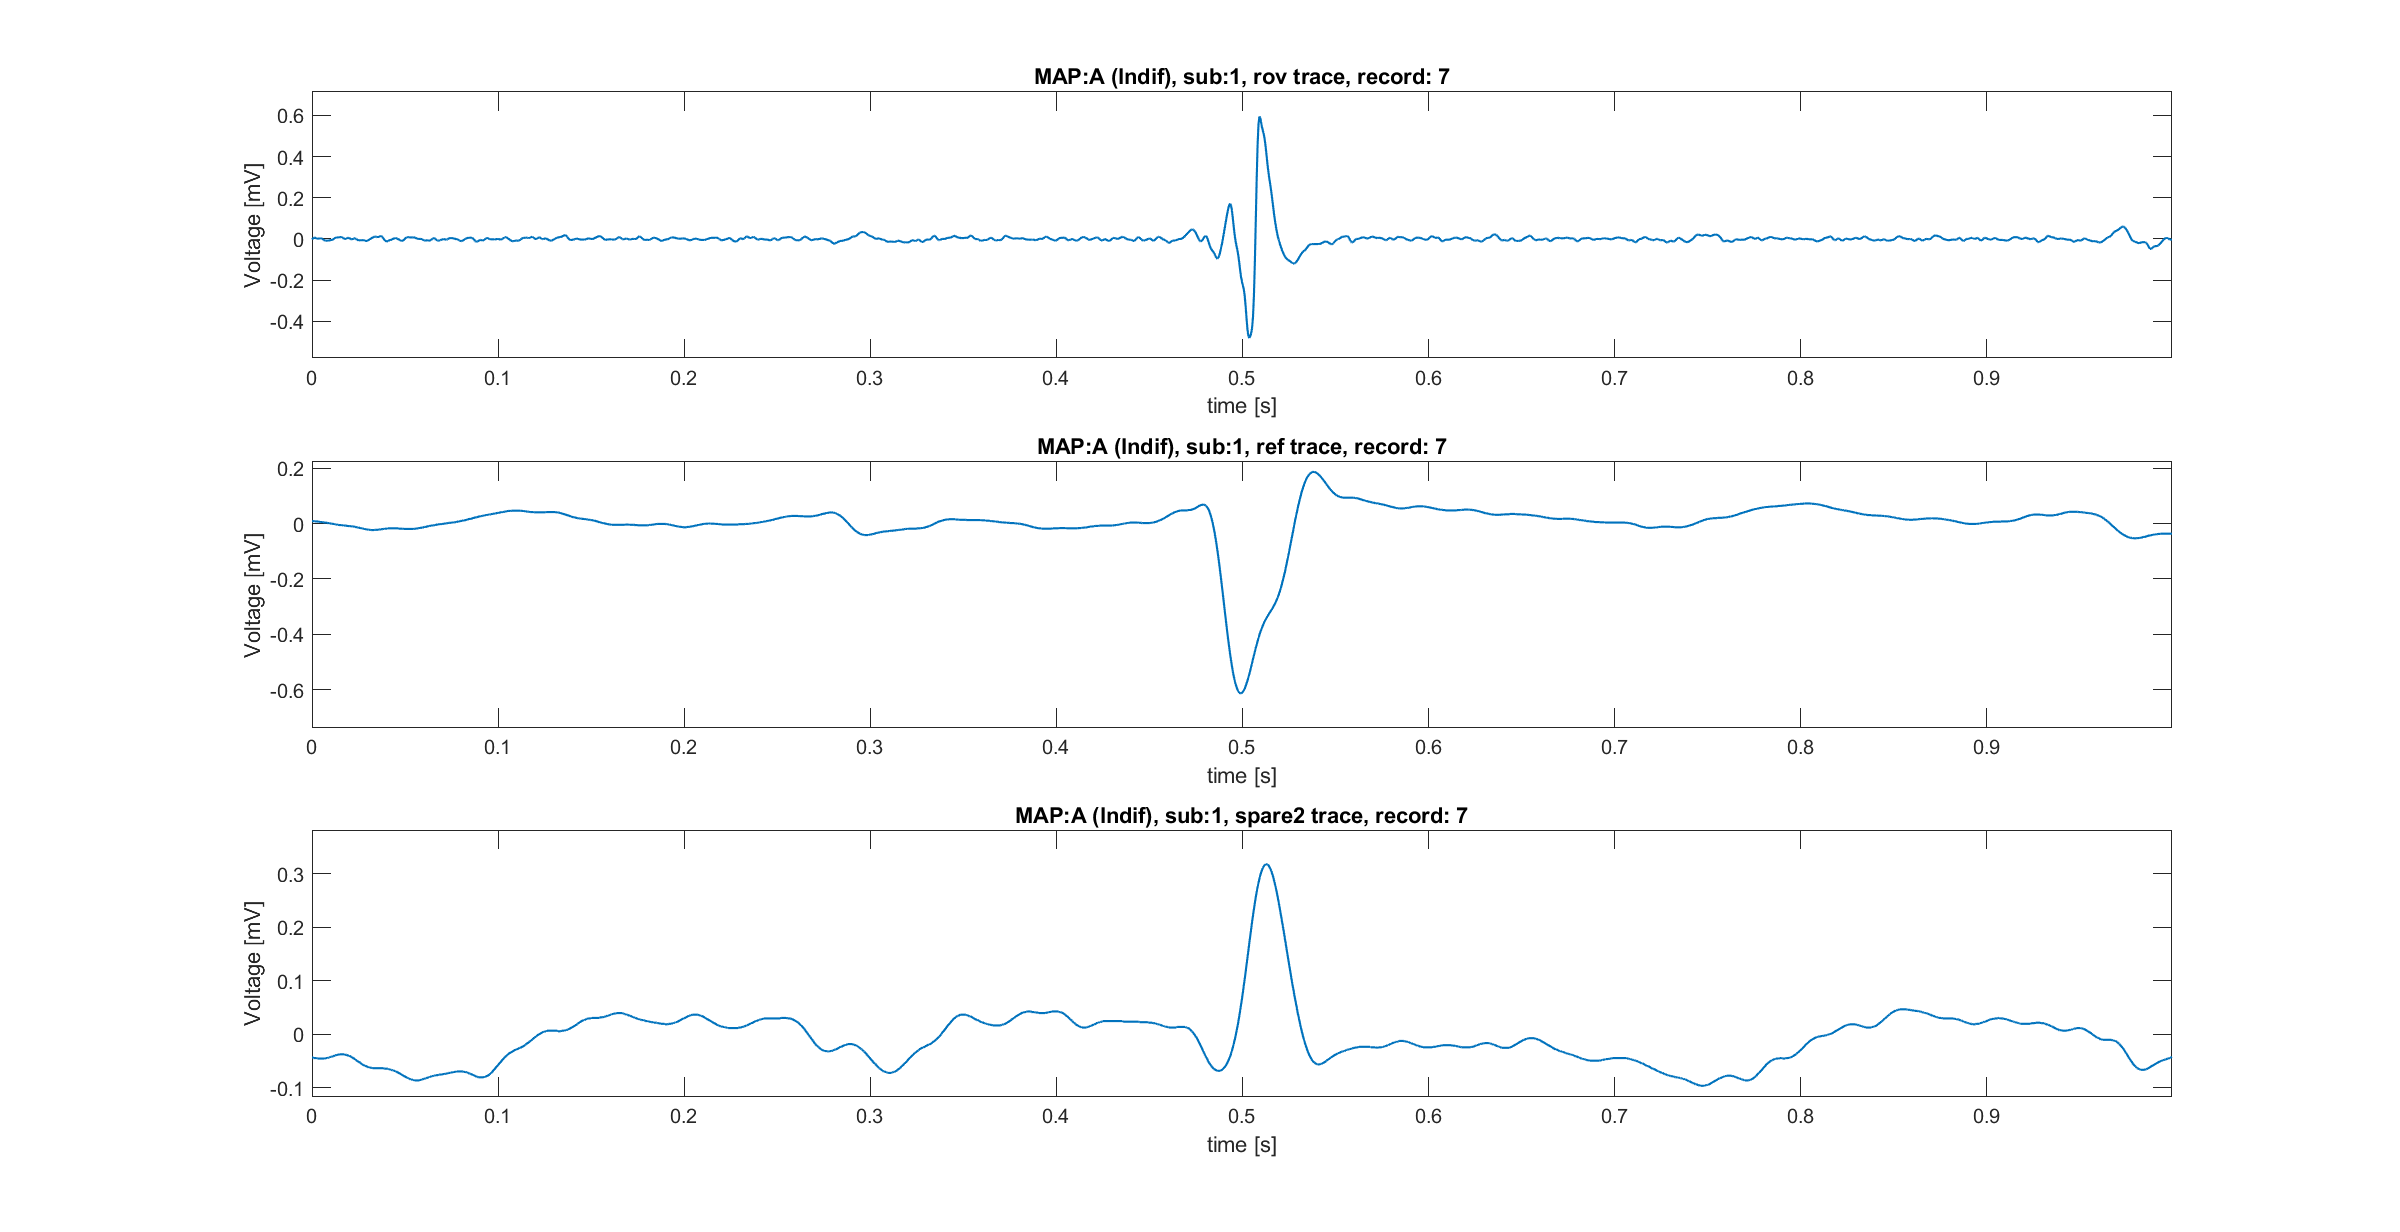 MAP:A (Indif), sub:1, rov trace, record: 7
Voltage [mV]
0.6
0.4
0.2
0
-0.2
-0.4
0 0.1 0.2 0.3 0.4 0.5 0.6 0.7 0.8 0.9
time [s]
MAP:A (Indif), sub:1, ref trace, record: 7
Voltage [mV]
0.2
0
-0.2
-0.4
-0.6
0 0.1 0.2 0.3 0.4 0.5 0.6 0.7 0.8 0.9
time [s]
MAP:A (Indif), sub:1, spare2 trace, record: 7
Voltage [mV]
0.3
0.2
0.1
0
-0.1
0 0.1 0.2 0.3 0.4 0.5 0.6 0.7 0.8 0.9
time [s]